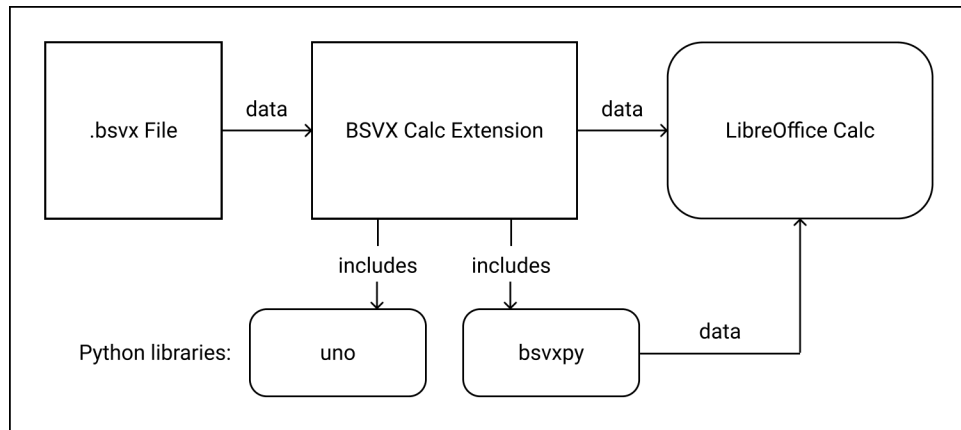 data
data
.bsvx File
BSVX Calc Extension
LibreOffice Calc
includes
includes
data
Python libraries:
uno
bsvxpy